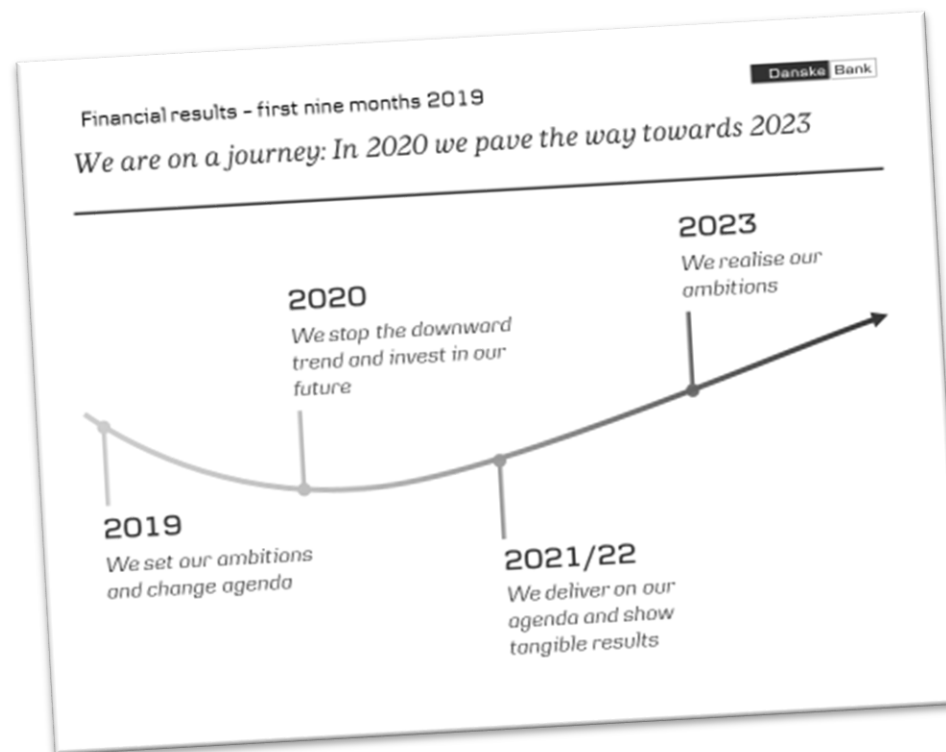 Financial results – first nine months 2019
Danske Bank
We are on a journey: In 2020 we pave the way towards 2023
2023
We realise our
ambitions
2020
We stop the downward
trend and invest in our
future
2019
We set our ambitions
and change agenda
2021/22
We deliver on our
agenda and show
tangible results